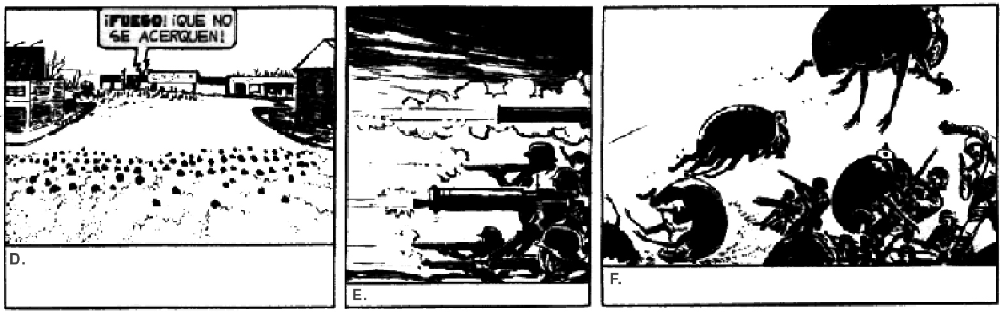 ¡FUEGO! ¡QUE NO
SE ACERQUEN!
D.
E.
F.